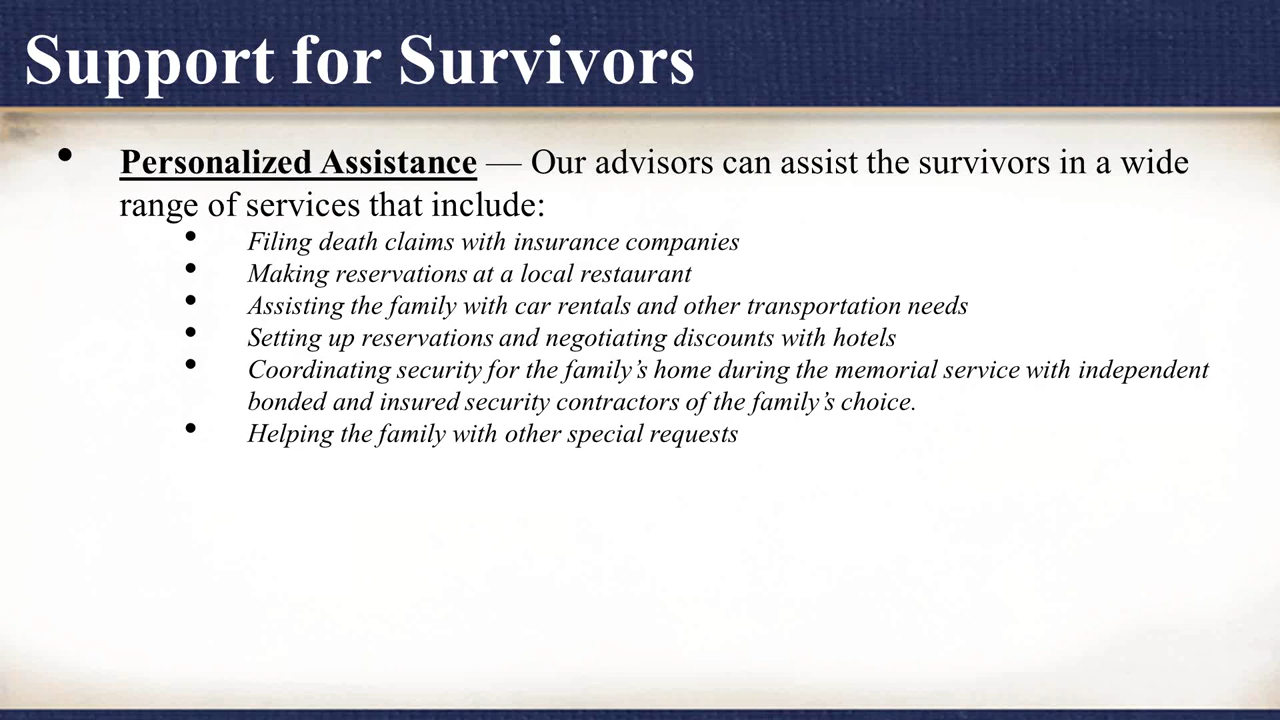 Support for Survivors
• Personalized Assistance — Our advisors can assist the survivors in a wide
range of services that include:
• Filing death claims with insurance companies
• Making reservations at a local restaurant
• Assisting the family with car rentals and other transportation needs
• Setting up reservations and negotiating discounts with hotels
• Coordinating security for the family’s home during the memorial service with independent
bonded and insured security contractors of the family’s choice.
• Helping the family with other special requests